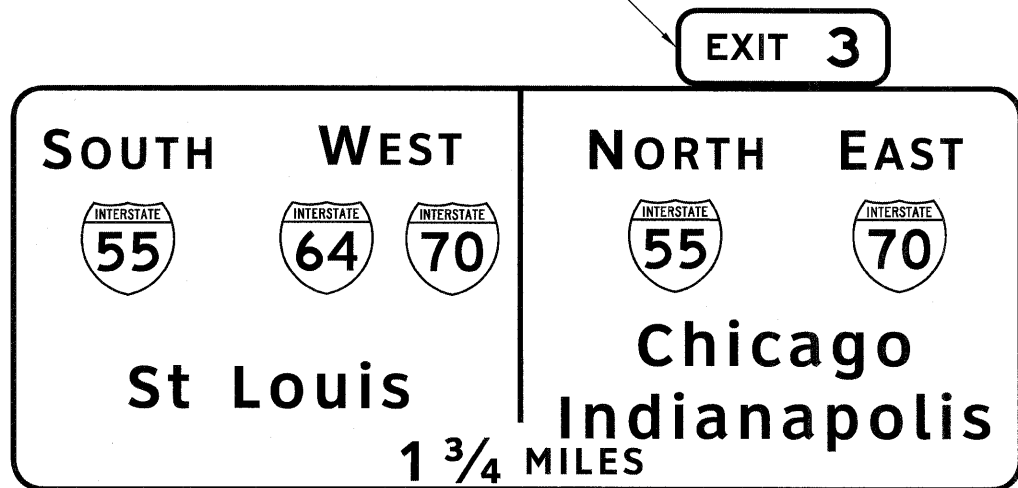 EXIT 3
SOUTH WEST
INTERSTATE 55 INTERSTATE 64 INTERSTATE 70
St Louis
NORTH EAST
INTERSTATE 55 INTERSTATE 70
Chicago
Indianapolis
1 3/4 MILES